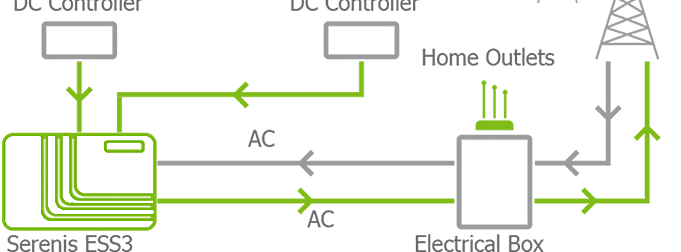 DC Controller
DC Controller
Home Outlets
AC
AC
Serenis ESS3
Electrical Box